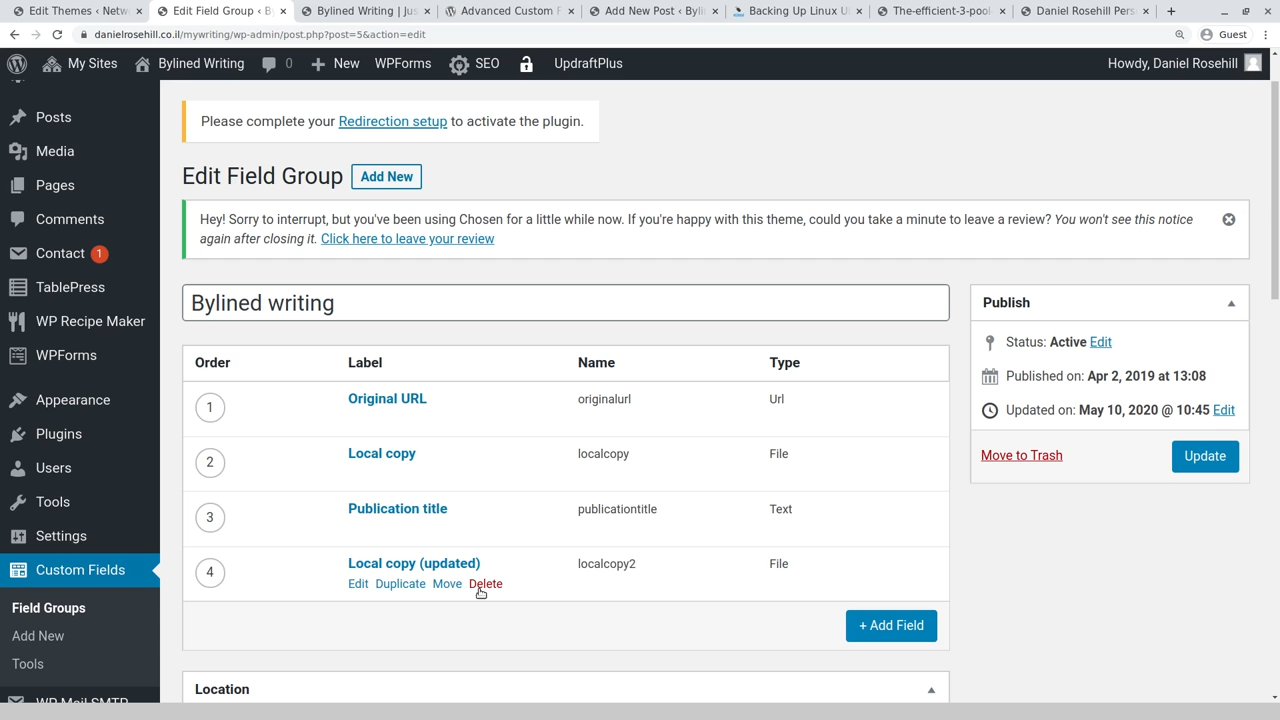 Edit Themes ‹ Netw
Edit Field Group ‹ B
Bylined Writing | Jus
Advanced Custom F
Add New Post ‹ Byli
Backing Up Linux U
The-efficient-3-pool
Daniel Rosehill Pers
danielrosehill.co.il/mywriting/wp-admin/post.php?post=5&action=edit
Guest
My Sites
Bylined Writing
0
New
WPForms
SEO
UpdraftPlus
Howdy, Daniel Rosehill
Posts
Media
Pages
Comments
Contact 1
TablePress
WP Recipe Maker
WPForms
Appearance
Plugins
Users
Tools
Settings
Custom Fields
Field Groups
Add New
Tools
WP Mail SMTP
Please complete your Redirection setup to activate the plugin.
Edit Field Group
Add New
Hey! Sorry to interrupt, but you've been using Chosen for a little while now. If you're happy with this theme, could you take a minute to leave a review? You won't see this notice
again after closing it. Click here to leave your review
Bylined writing
Order Label Name Type
1 Original URL originalurl Url
2 Local copy localcopy File
3 Publication title publicationtitle Text
4 Local copy (updated) localcopy2 File
Edit Duplicate Move Delete
+ Add Field
Location
Publish
Status: Active Edit
Published on: Apr 2, 2019 at 13:08
Updated on: May 10, 2020 @ 10:45 Edit
Move to Trash
Update